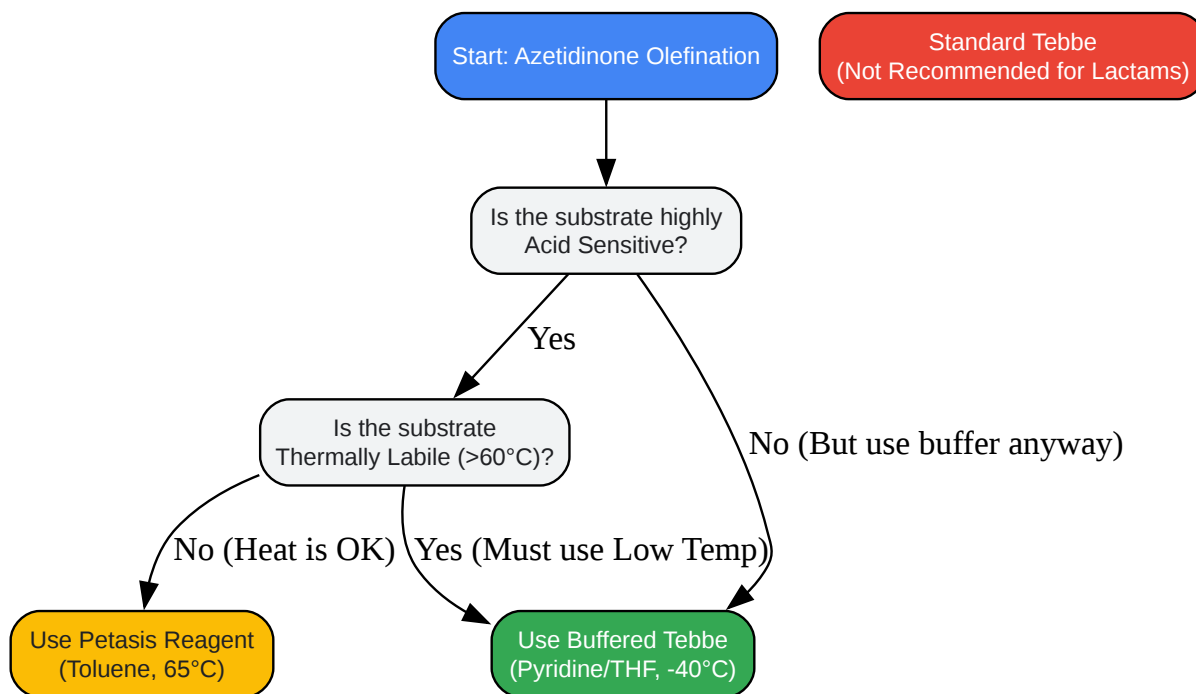 Start: Azetidinone Olefination
Standard Tebbe
(Not Recommended for Lactams)
Is the substrate highly
Acid Sensitive?
Yes
Is the substrate
Thermally Labile (>60°C)?
No (But use buffer anyway)
No (Heat is OK)
Yes (Must use Low Temp)
Use Petasis Reagent
(Toluene, 65°C)
Use Buffered Tebbe
(Pyridine/THF, -40°C)